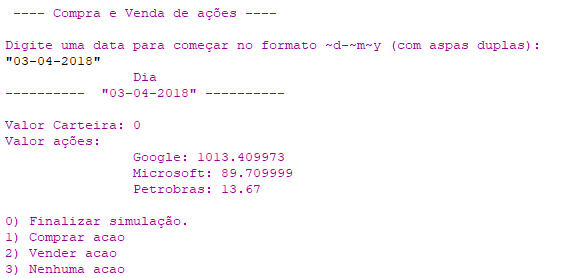 ---- Compra e Venda de ações ----
Digite uma data para começar no formato ~d-~m~y (com aspas duplas):
"03-04-2018"
Dia
---------- "03-04-2018" ----------
Valor Carteira: 0
Valor ações:
Google: 1013.409973
Microsoft: 89.709999
Petrobras: 13.67
0) Finalizar simulação.
1) Comprar acao
2) Vender acao
3) Nenhuma acao